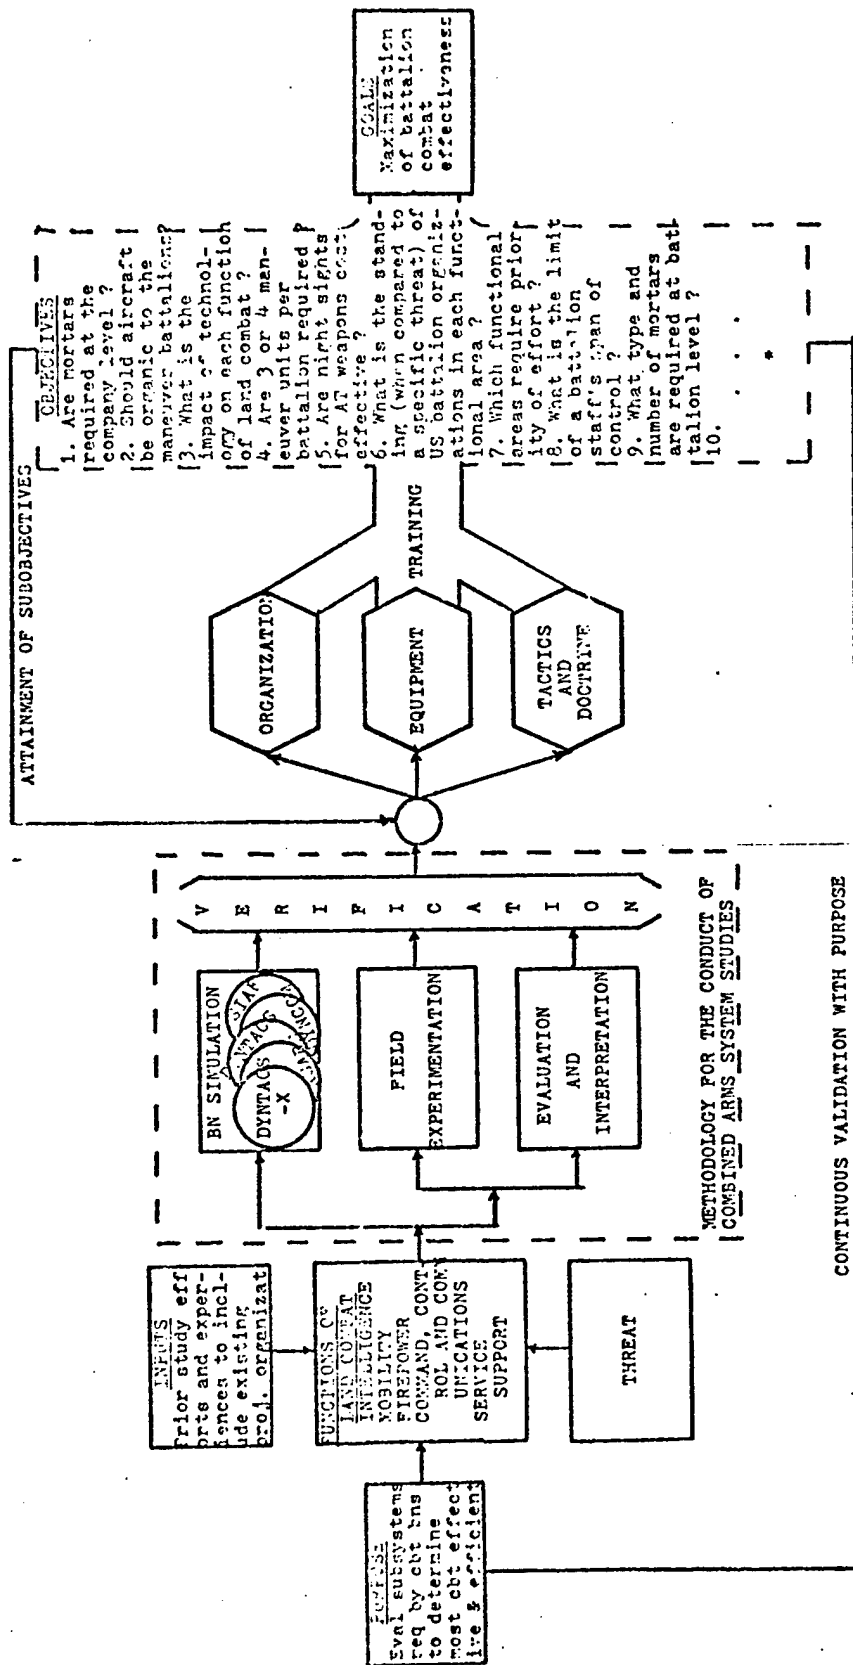 PURPOSE
Eval subsystems
req by cbt bns
to determine
most cbt effect
ive & efficient
INPUTS
Prior study eff
orts and exper-
iences to incl-
ude existing
proj. organizat
FUNCTIONS OF
LAND COMBAT
INTELLIGENCE
MOBILITY
FIREPOWER
COMMAND, CONT-
ROL AND COMM
UNICATIONS
SERVICE
SUPPORT
THREAT
BN SIMULATION
DYNTACS
-X
DYNTACS
STAF
FIELD
EXPERIMENTATION
EVALUATION
AND
INTERPRETATION
VERIFICATION
METHODOLOGY FOR THE CONDUCT OF
COMBINED ARMS SYSTEM STUDIES
ATTAINMENT OF SUBOBJECTIVES
ORGANIZATION
EQUIPMENT
TACTICS
AND
DOCTRINE
TRAINING
OBJECTIVES
1. Are mortars
required at the
company level ?
2. Should aircraft
be organic to the
maneuver battalions?
3. What is the
impact of technol-
ogy on each function
of land combat ?
4. Are 3 or 4 man-
euver units per
battalion required ?
5. Are night sights
for AT weapons cost
effective ?
6. What is the stand-
ing (when compared to
a specific threat) of
US battalion organiz-
ations in each funct-
ional area ?
7. Which functional
areas require prior
ity of effort ?
8. What is the limit
of a battalion
staff's span of
control ?
9. What type and
number of mortars
are required at bat-
talion level ?
10.
GOALS
Maximization
of battalion
combat
effectiveness
CONTINUOUS VALIDATION WITH PURPOSE